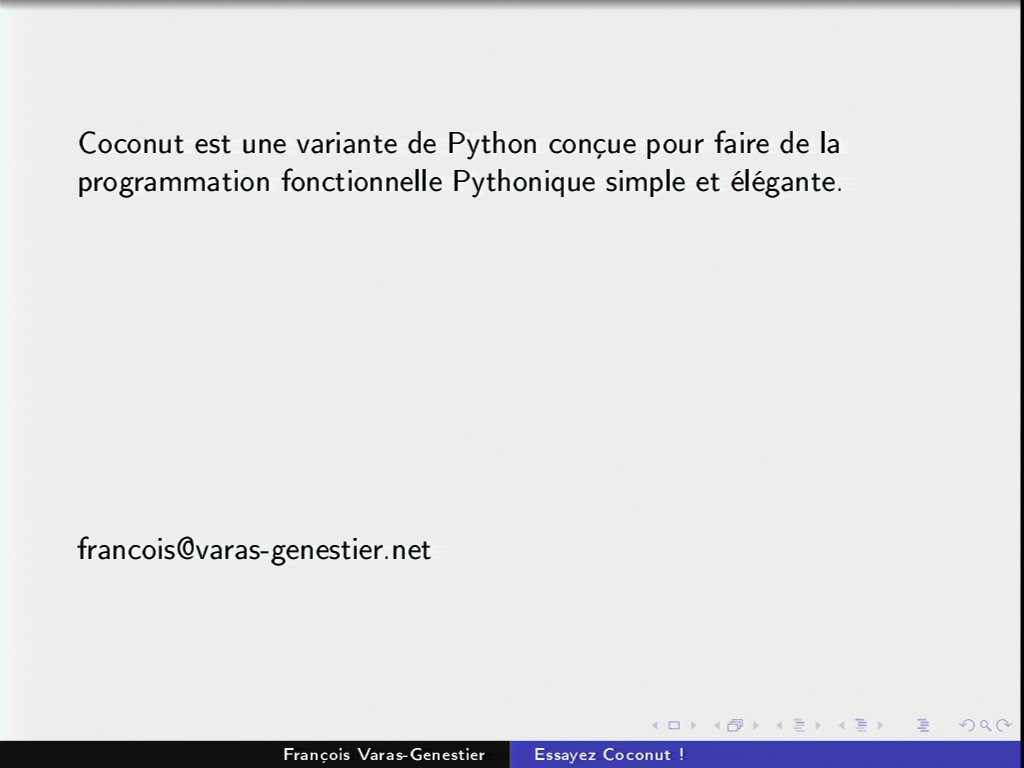 Coconut est une variante de Python conçue pour faire de la
programmation fonctionnelle Pythonique simple et élégante.
francois@varas-genestier.net
François Varas-Genestier
Essayez Coconut !